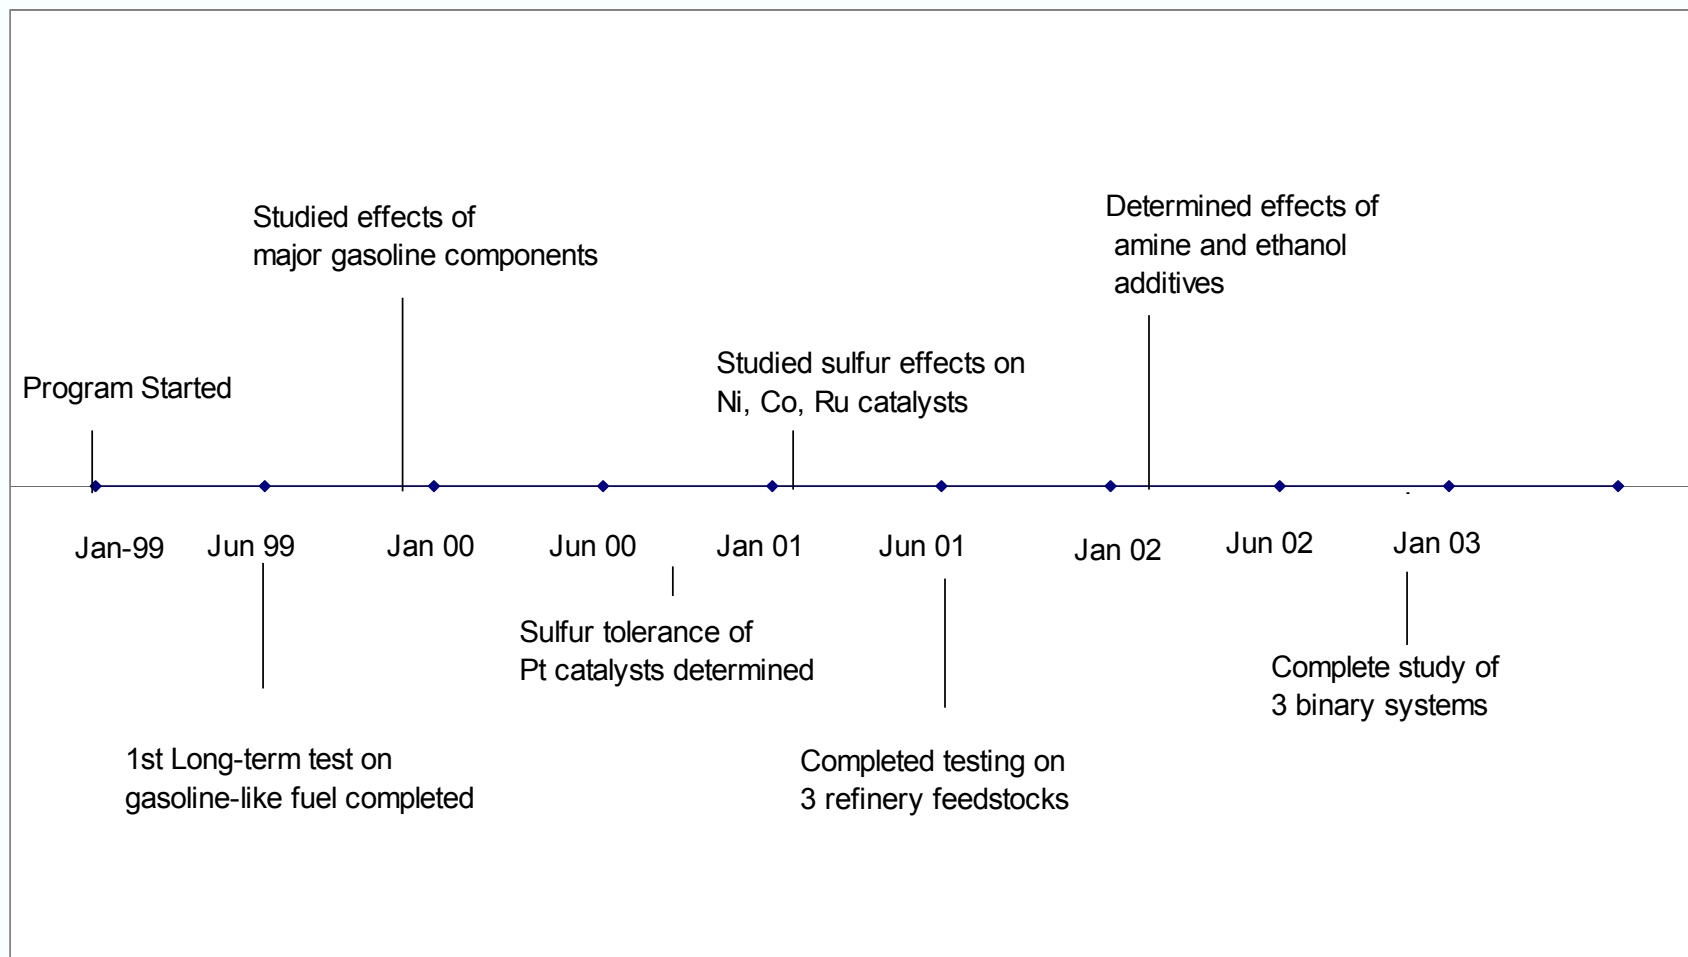 Studied effects of
major gasoline components
Determined effects of
amine and ethanol
additives
Studied sulfur effects on
Ni, Co, Ru catalysts
Program Started
Jan-99
Jun 99
Jan 00
Jun 00
Jan 01
Jun 01
Jan 02
Jun 02
Jan 03
Sulfur tolerance of
Pt catalysts determined
Complete study of
3 binary systems
1st Long-term test on
gasoline-like fuel completed
Completed testing on
3 refinery feedstocks